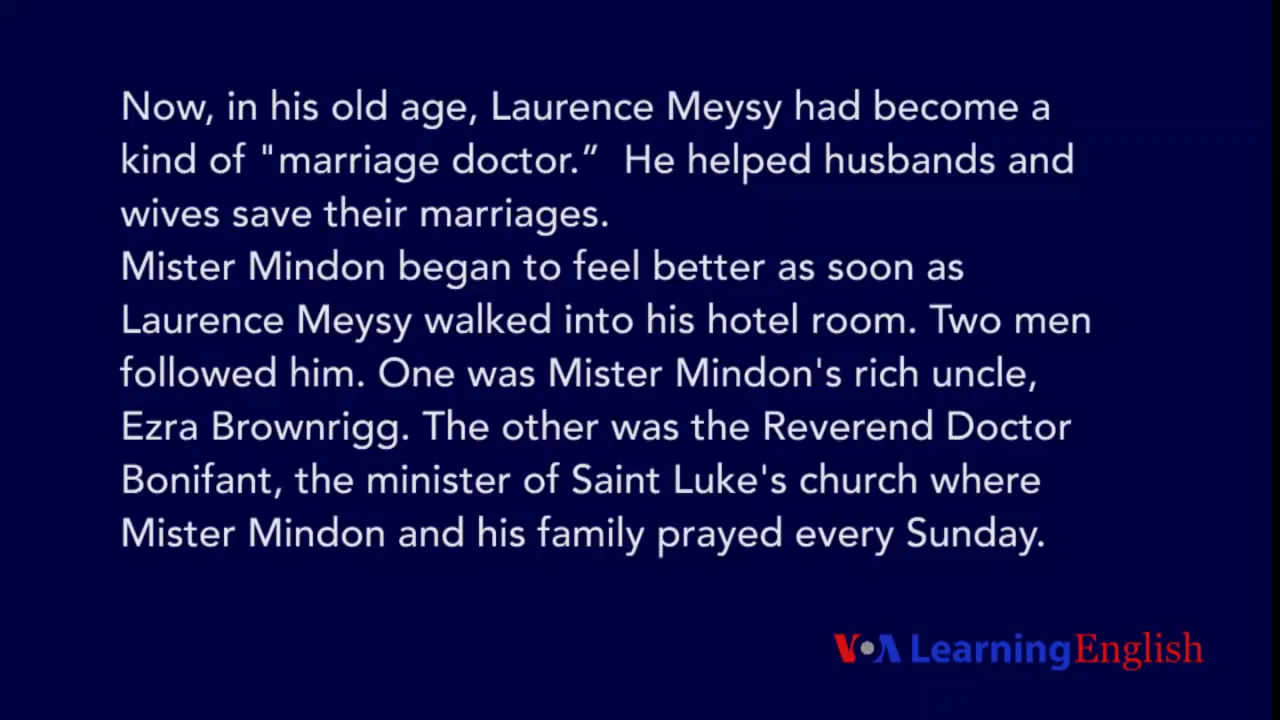 Now, in his old age, Laurence Meysy had become a
kind of "marriage doctor.”  He helped husbands and
wives save their marriages.
Mister Mindon began to feel better as soon as
Laurence Meysy walked into his hotel room. Two men
followed him. One was Mister Mindon's rich uncle,
Ezra Brownrigg. The other was the Reverend Doctor
Bonifant, the minister of Saint Luke's church where
Mister Mindon and his family prayed every Sunday.
VOA Learning English